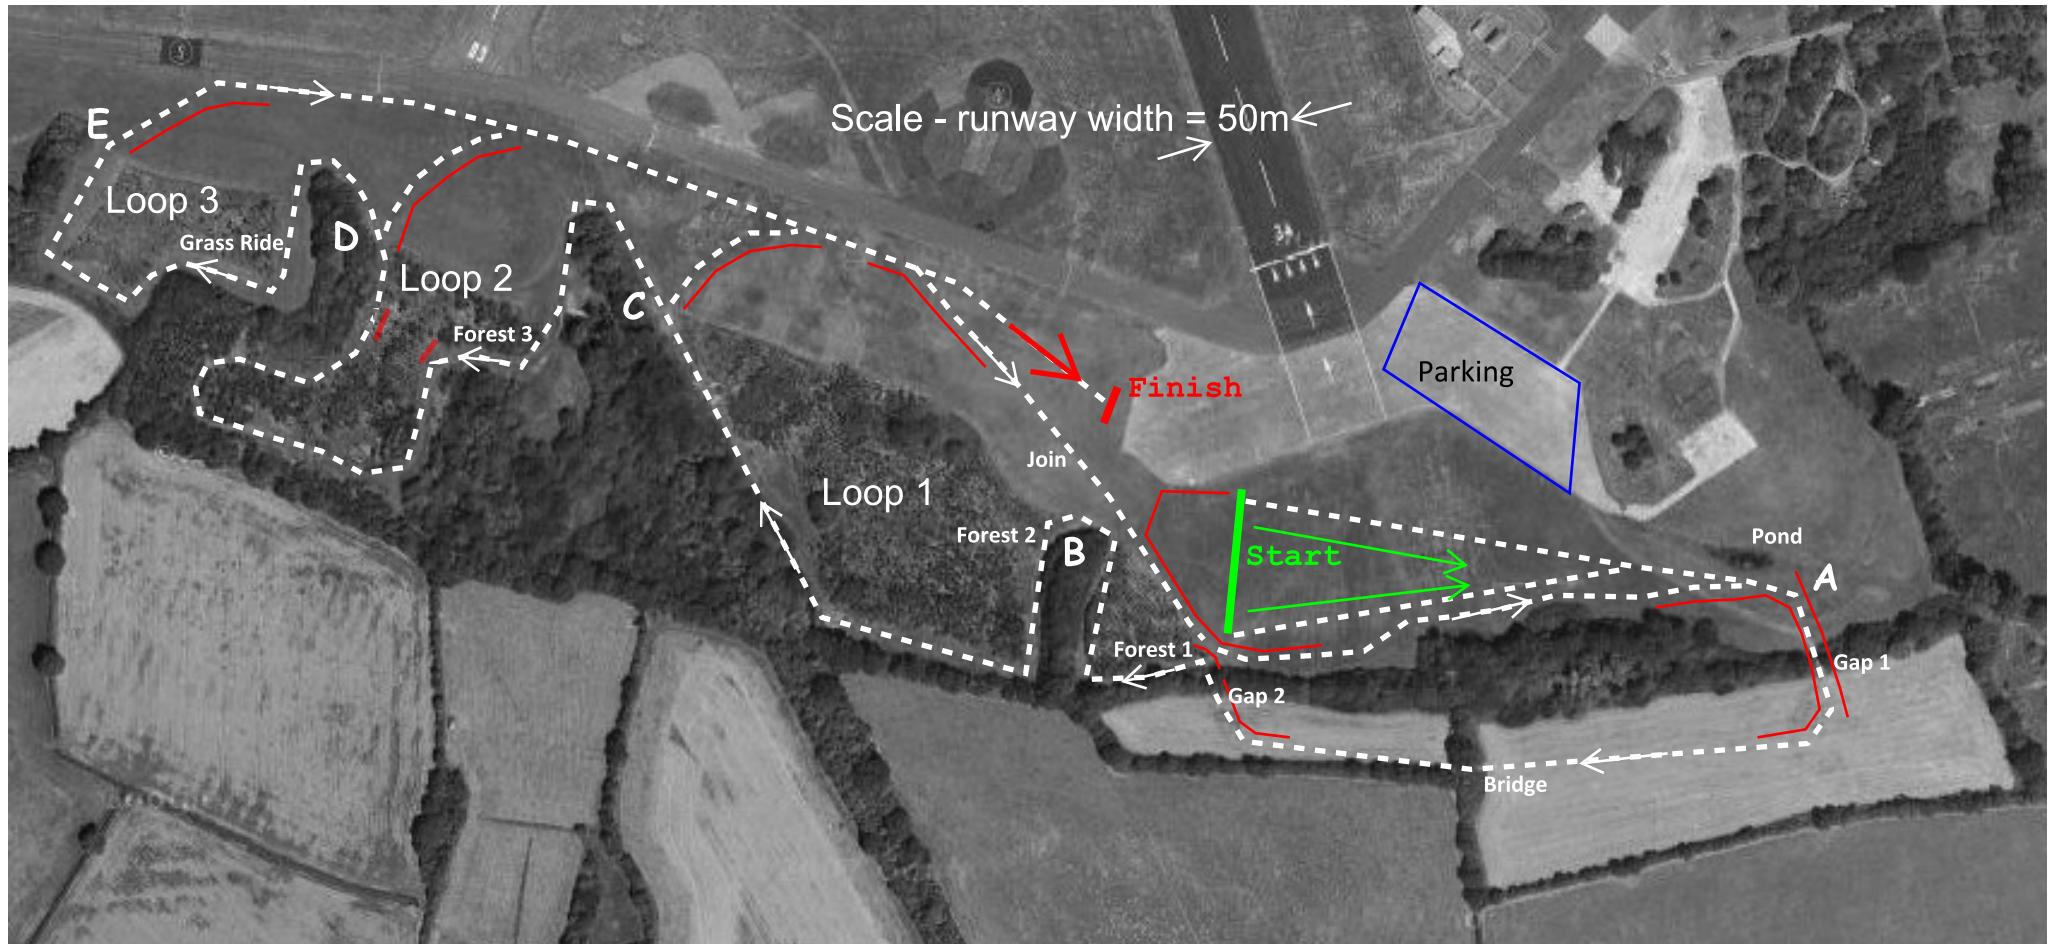 E
Scale - runway width = 50m
Loop 3
D
Grass Ride
Loop 2
C
Forest 3
34
Finish
Parking
Join
Loop 1
Forest 2
B
Start
Pond
A
Forest 1
Gap 1
Gap 2
Bridge